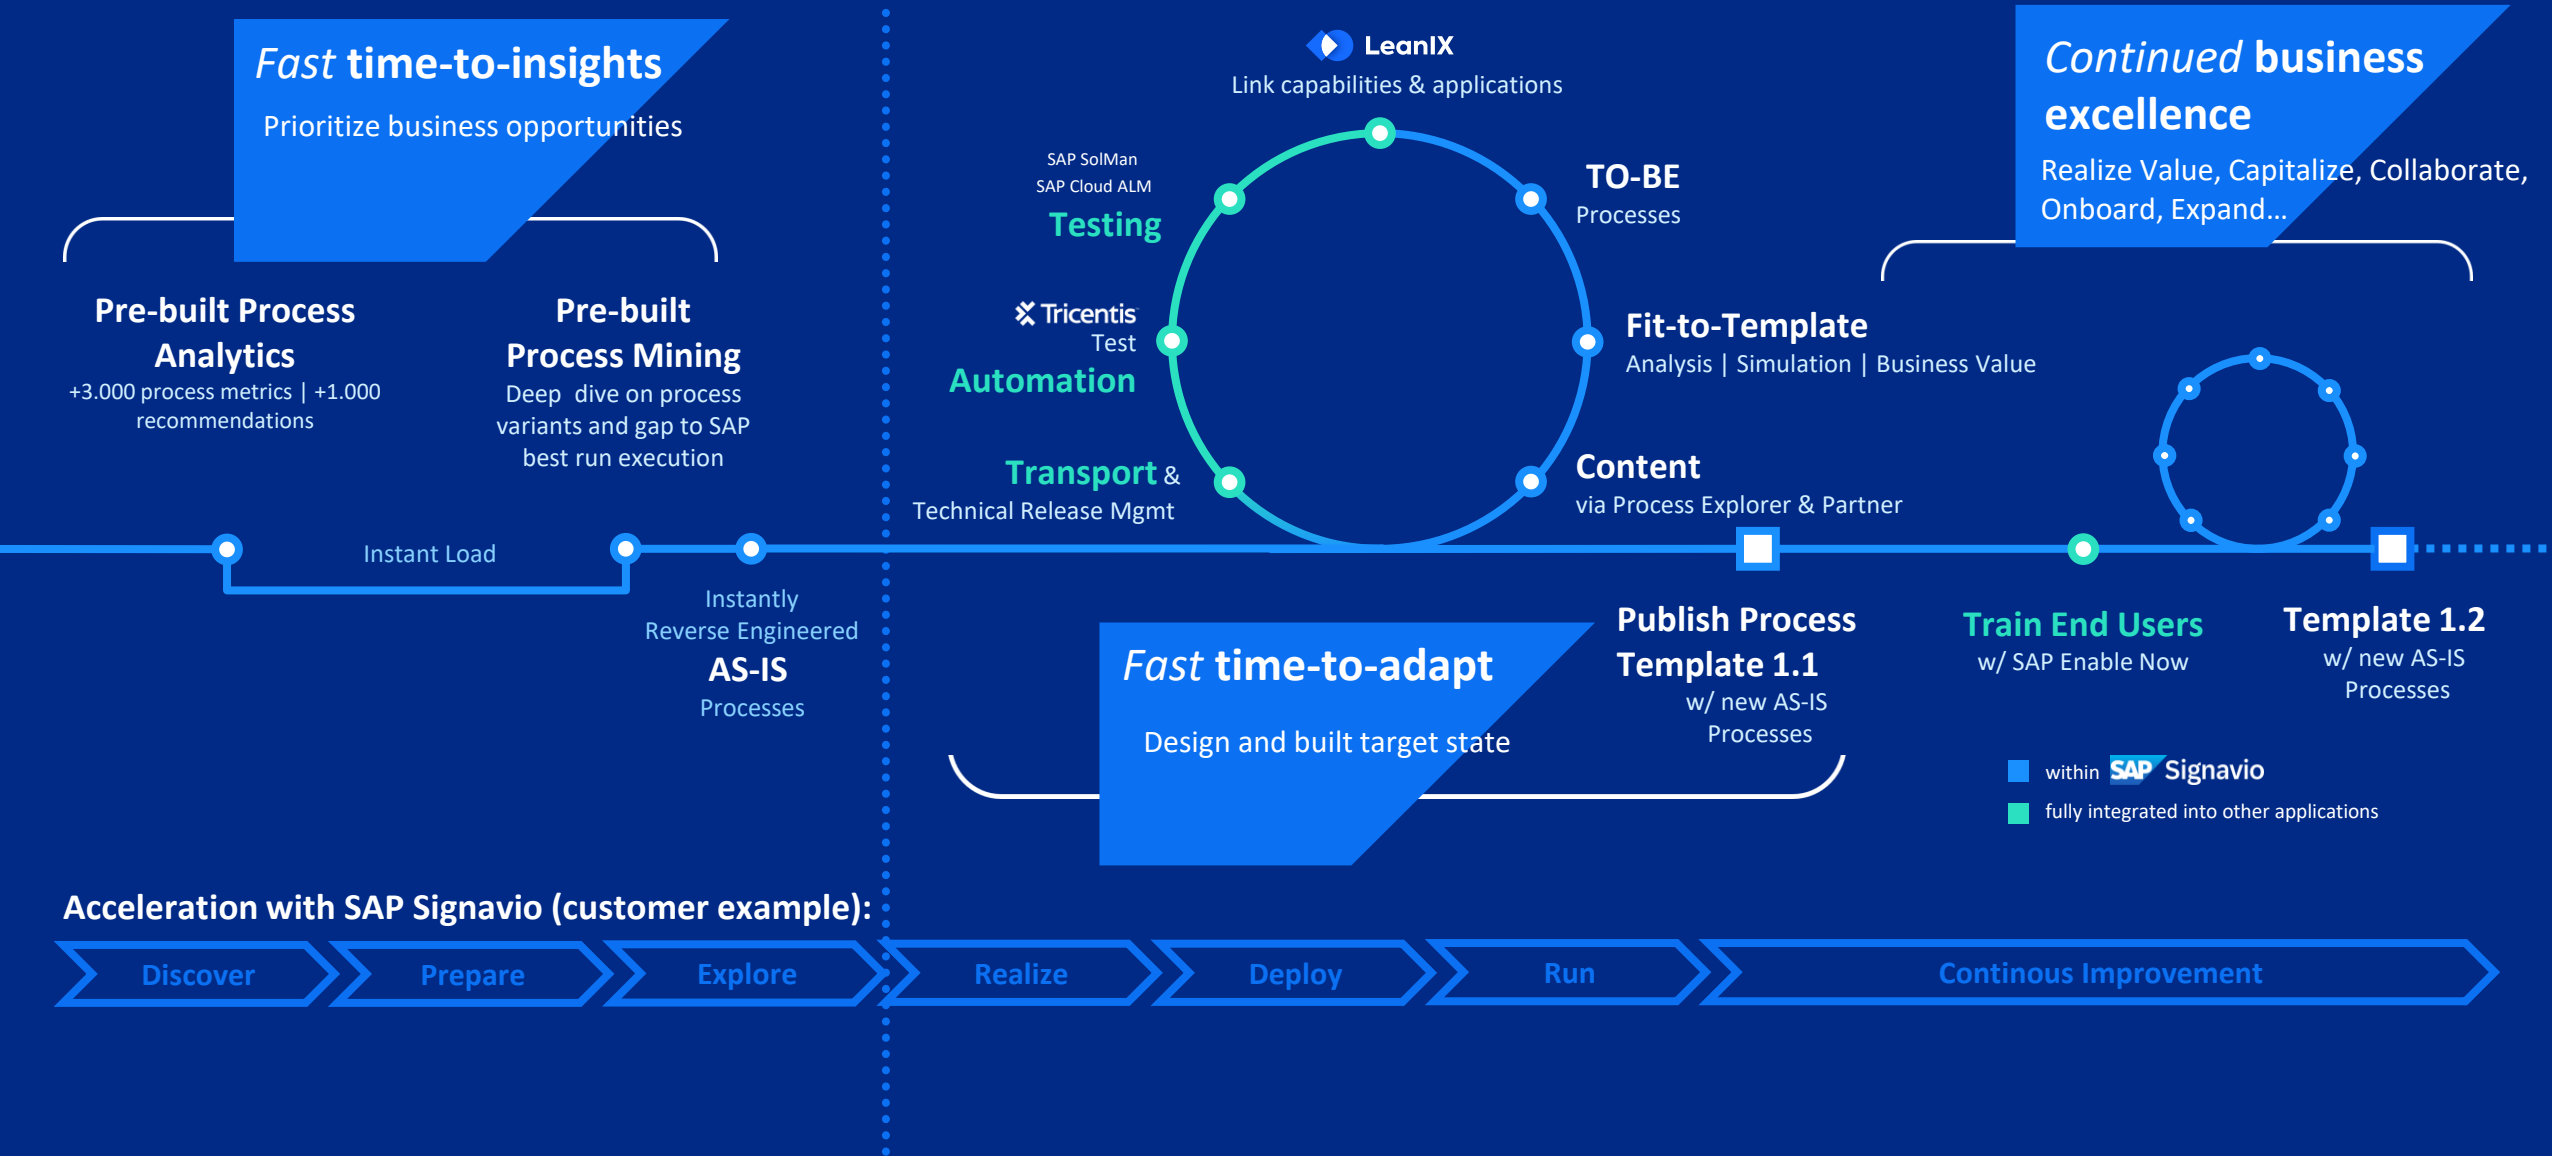 Fast time-to-insights
Prioritize business opportunities
Pre-built Process
Analytics
+3.000 process metrics | +1.000
recommendations
Pre-built
Process Mining
Deep dive on process
variants and gap to SAP
best run execution
Instant Load
Instantly
Reverse Engineered
AS-IS
Processes
LeanIX
Link capabilities & applications
SAP SolMan
SAP Cloud ALM
Testing
Tricentis
Test
Automation
Transport &
Technical Release Mgmt
TO-BE
Processes
Fit-to-Template
Analysis | Simulation | Business Value
Content
via Process Explorer & Partner
Fast time-to-adapt
Design and built target state
Publish Process
Template 1.1
w/ new AS-IS
Processes
Continued business
excellence
Realize Value, Capitalize, Collaborate,
Onboard, Expand...
Train End Users
w/ SAP Enable Now
Template 1.2
w/ new AS-IS
Processes
within SAP Signavio
fully integrated into other applications
Acceleration with SAP Signavio (customer example):
Discover
Prepare
Explore
Realize
Deploy
Run
Continous Improvement